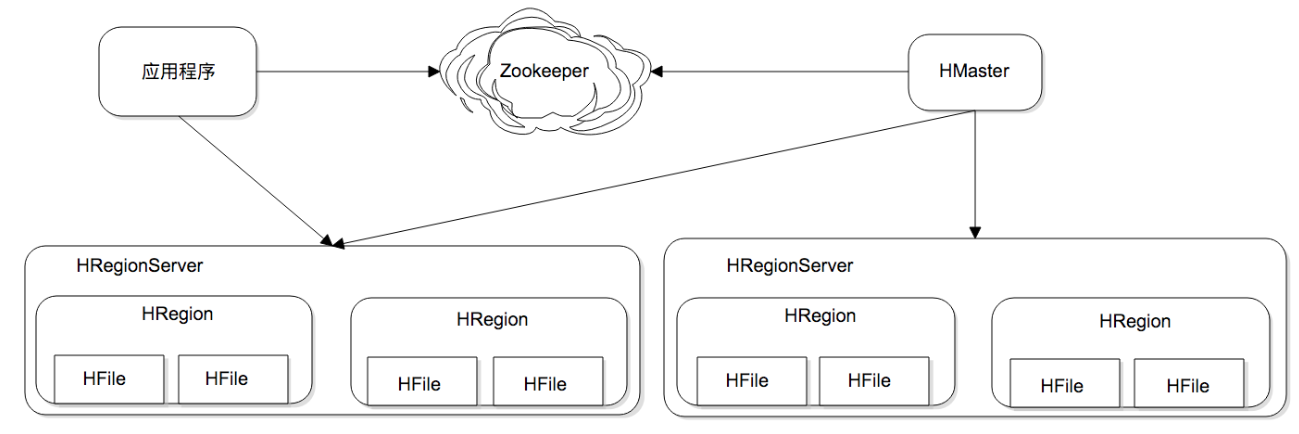 应用程序
Zookeeper
HMaster
HRegionServer
HRegion
HFile
HFile
HRegion
HFile
HFile
HRegionServer
HRegion
HFile
HFile
HRegion
HFile
HFile